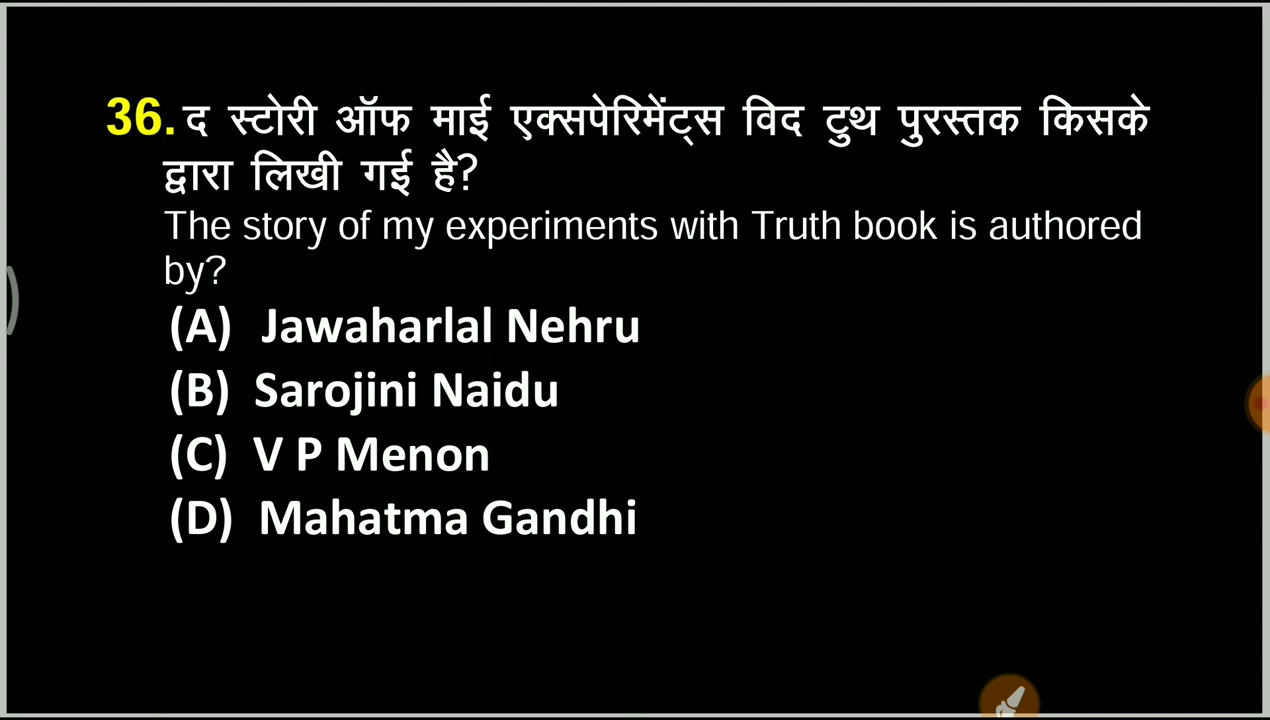 36. द स्टोरी ऑफ माई एक्सपेरिमेंट्स विद टुथ पुरस्तक किसके
द्वारा लिखी गई है?
The story of my experiments with Truth book is authored
by?
(A) Jawaharlal Nehru
(B) Sarojini Naidu
(C) V P Menon
(D) Mahatma Gandhi